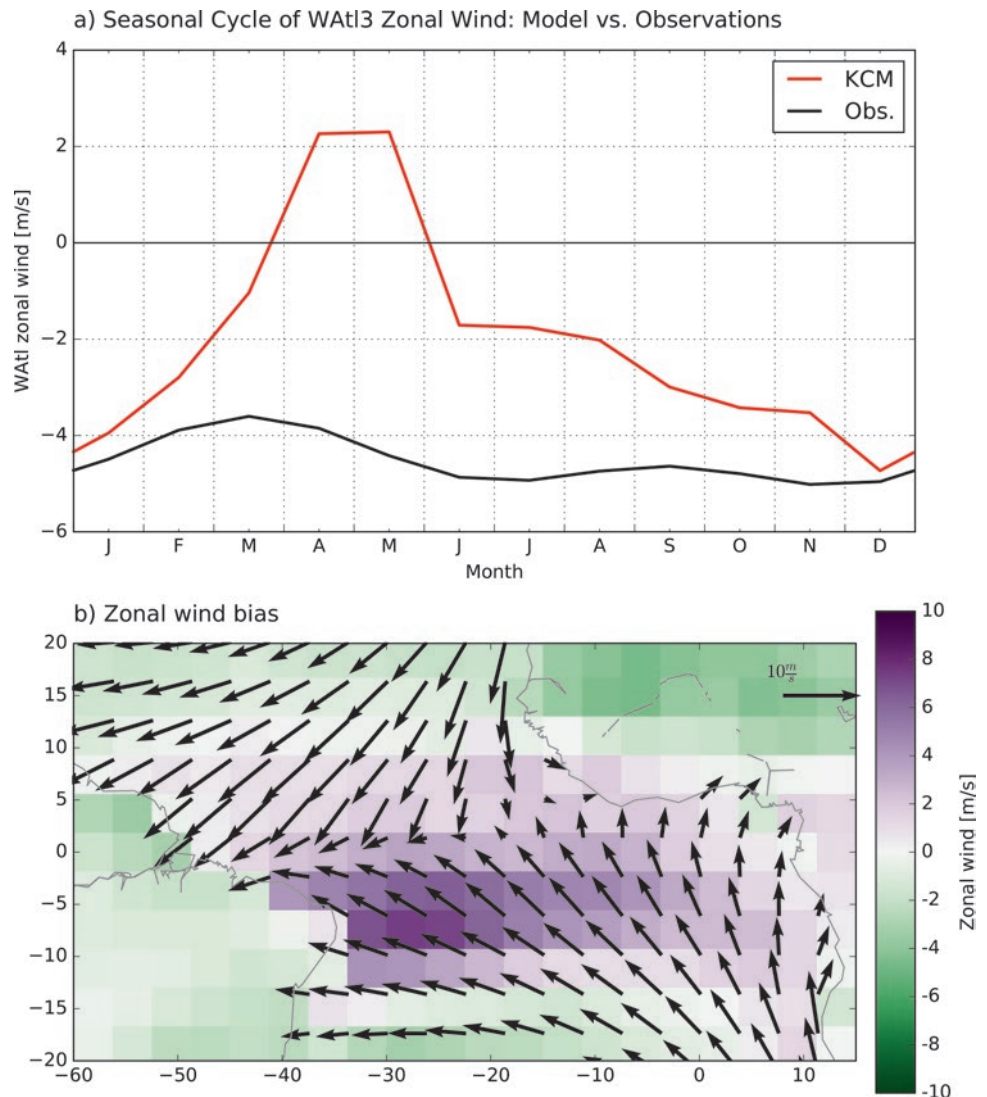 a) Seasonal Cycle of WAtl3 Zonal Wind: Model vs. Observations
4
2
0
−2
−4
−6
WAtl zonal wind [m/s]
KCM
Obs.
J F M A M J J A S O N D
Month
b) Zonal wind bias
20
15
10
5
0
−5
−10
−15
−20
10 m/s
−60 −50 −40 −30 −20 −10 0 10
10
8
6
4
2
0
-2
-4
-6
-8
-10
Zonal wind [m/s]